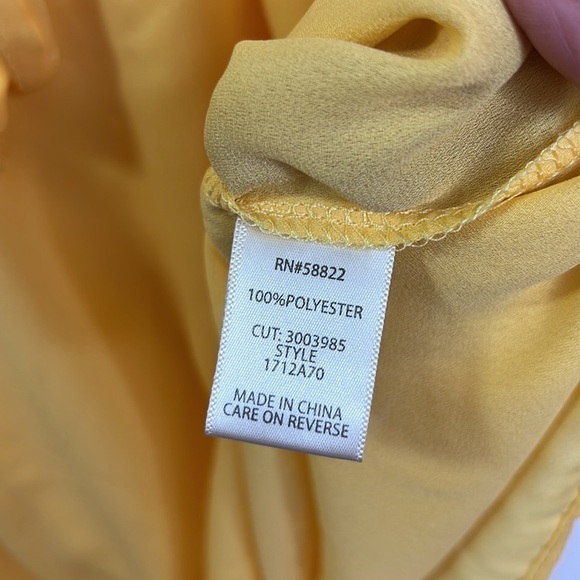 RN#58822
100%POLYESTER
CUT: 3003985
STYLE
1712A70
MADE IN CHINA
CARE ON REVERSE